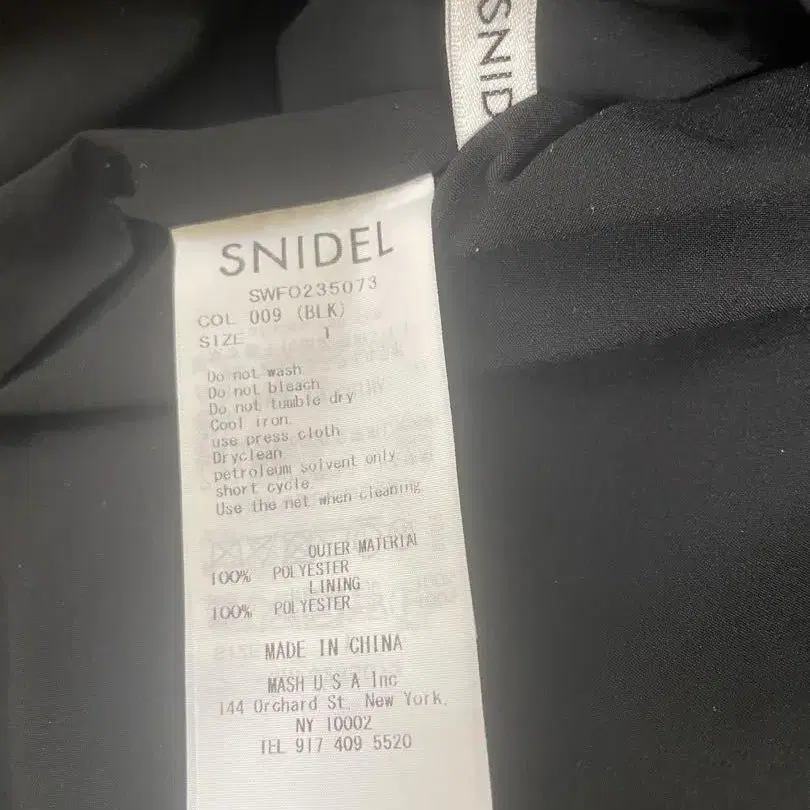 SNID
SNIDEL
SWFO235073
COL 009 (BLK)
SIZE 1
Do not wash
Do not bleach
Do not tumble dry
Cool iron.
use press cloth
Dryclean
petroleum solvent only
short cycle.
Use the net when cleaning
OUTER MATERIAL
100% POLYESTER
LINING
100% POLYESTER
MADE IN CHINA
MASH U S A Inc
144 Orchard St. New York.
NY 10002
TEL 917 409 5520